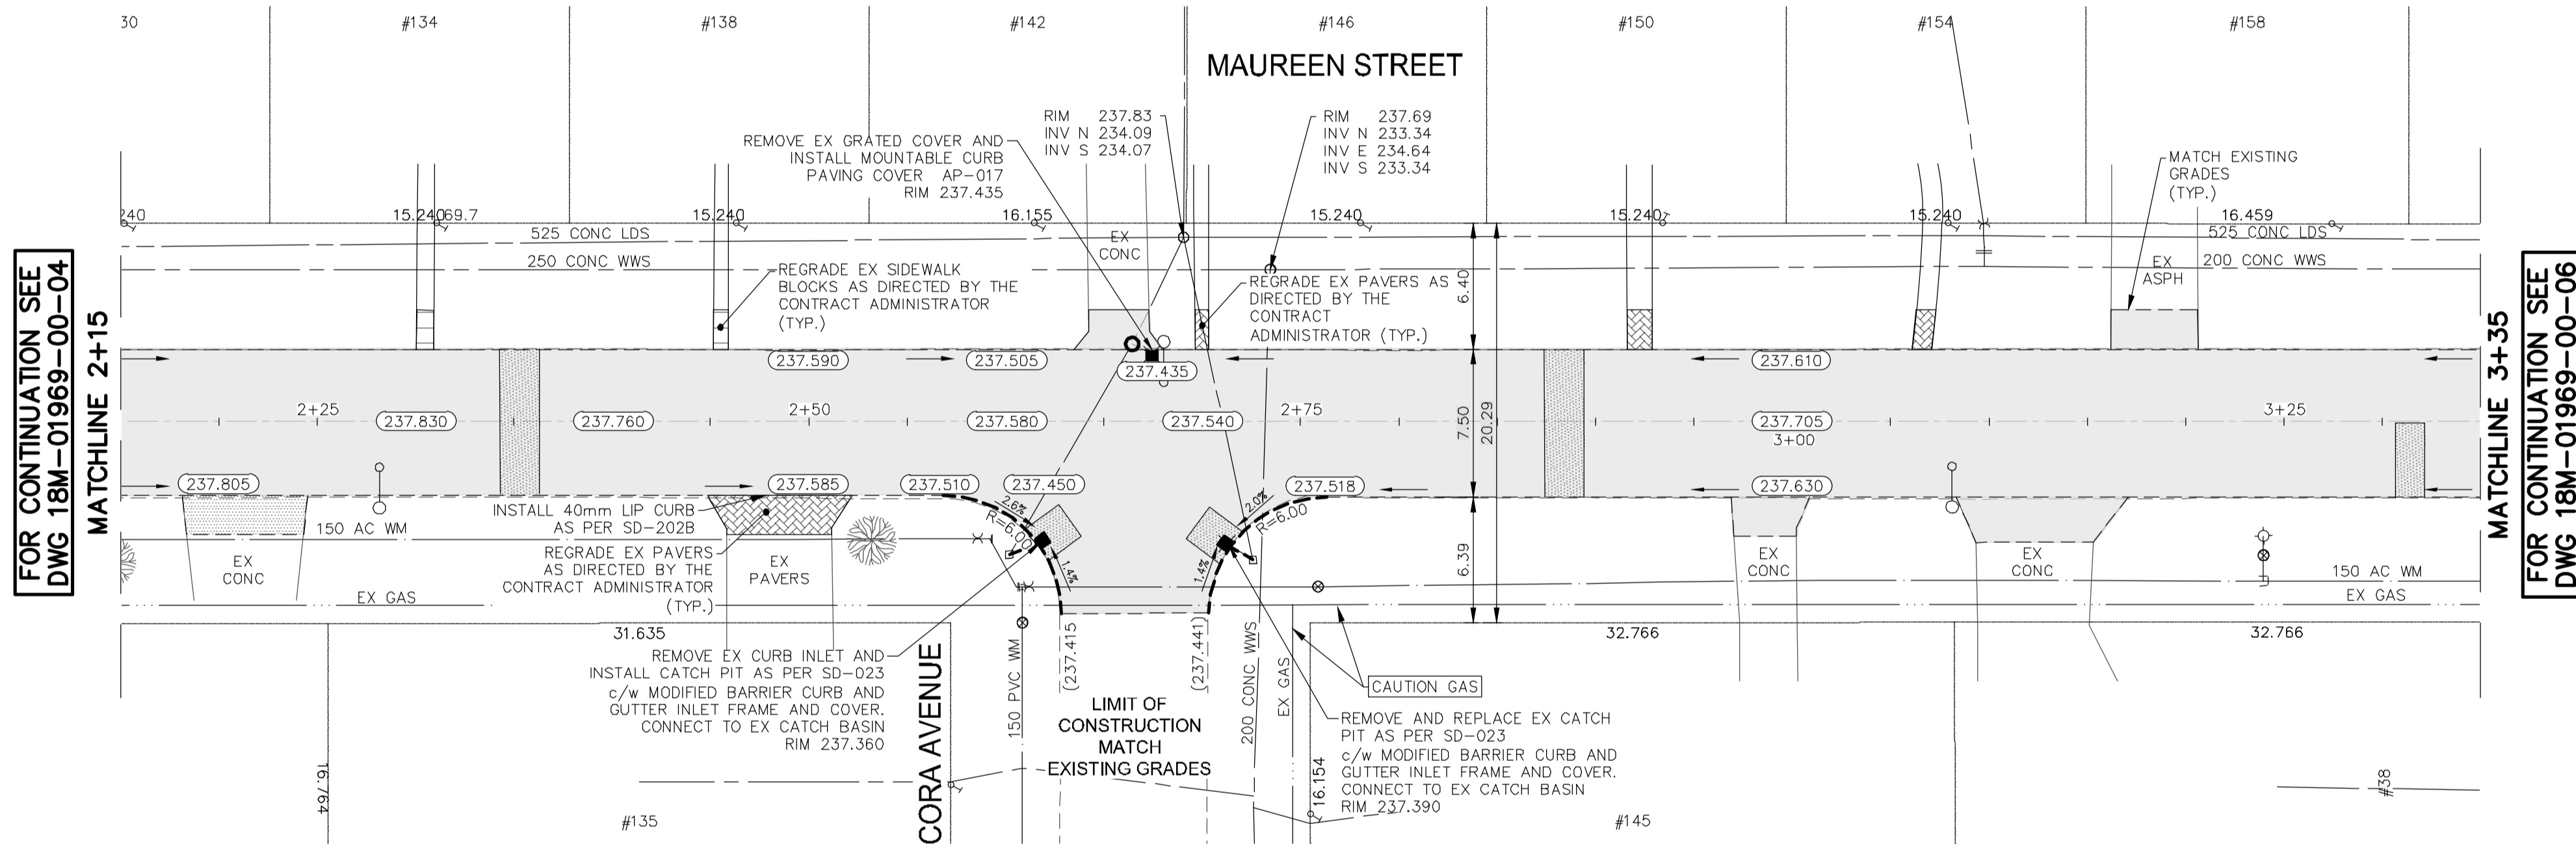 30
#134
#138
#142
#146
#150
#154
#158
MAUREEN STREET
REMOVE EX GRATED COVER AND
INSTALL MOUNTABLE CURB
PAVING COVER AP-017
RIM 237.435
RIM 237.83
INV N 234.09
INV S 234.07
RIM 237.69
INV N 233.34
INV E 234.64
INV S 233.34
MATCH EXISTING
GRADES
(TYP.)
240
15.240
69.7
15.240
16.155
15.240
15.240
15.240
16.459
525 CONC LDS
525 CONC LDS
250 CONC WWS
200 CONC WWS
EX
CONC
EX
ASPH
REGRADE EX SIDEWALK
BLOCKS AS DIRECTED BY THE
CONTRACT ADMINISTRATOR
(TYP.)
REGRADE EX PAVERS AS
DIRECTED BY THE
CONTRACT
ADMINISTRATOR (TYP.)
6.40
7.50
20.29
6.39
FOR CONTINUATION SEE
DWG 18M-01969-00-04
MATCHLINE 2+15
MATCHLINE 3+35
FOR CONTINUATION SEE
DWG 18M-01969-00-06
237.590
237.505
237.435
237.610
2+25
237.830
237.760
2+50
237.580
237.540
2+75
237.705
3+00
3+25
237.805
237.585
237.510
237.450
237.518
237.630
2.6%
R=6.00
1.4%
2.0%
R=6.00
1.4%
INSTALL 40mm LIP CURB
AS PER SD-202B
150 AC WM
REGRADE EX PAVERS
AS DIRECTED BY THE
CONTRACT ADMINISTRATOR
(TYP.)
EX
CONC
EX
PAVERS
EX
CONC
EX
CONC
150 AC WM
EX GAS
EX GAS
31.635
32.766
32.766
REMOVE EX CURB INLET AND
INSTALL CATCH PIT AS PER SD-023
c/w MODIFIED BARRIER CURB AND
GUTTER INLET FRAME AND COVER.
CONNECT TO EX CATCH BASIN
RIM 237.360
CORA AVENUE
150 PVC WM
(237.415
(237.441)
200 CONC WWS
EX GAS
CAUTION GAS
LIMIT OF
CONSTRUCTION
MATCH
EXISTING GRADES
REMOVE AND REPLACE EX CATCH
PIT AS PER SD-023
c/w MODIFIED BARRIER CURB AND
GUTTER INLET FRAME AND COVER.
CONNECT TO EX CATCH BASIN
RIM 237.390
16.764
16.154
#135
#145
#38